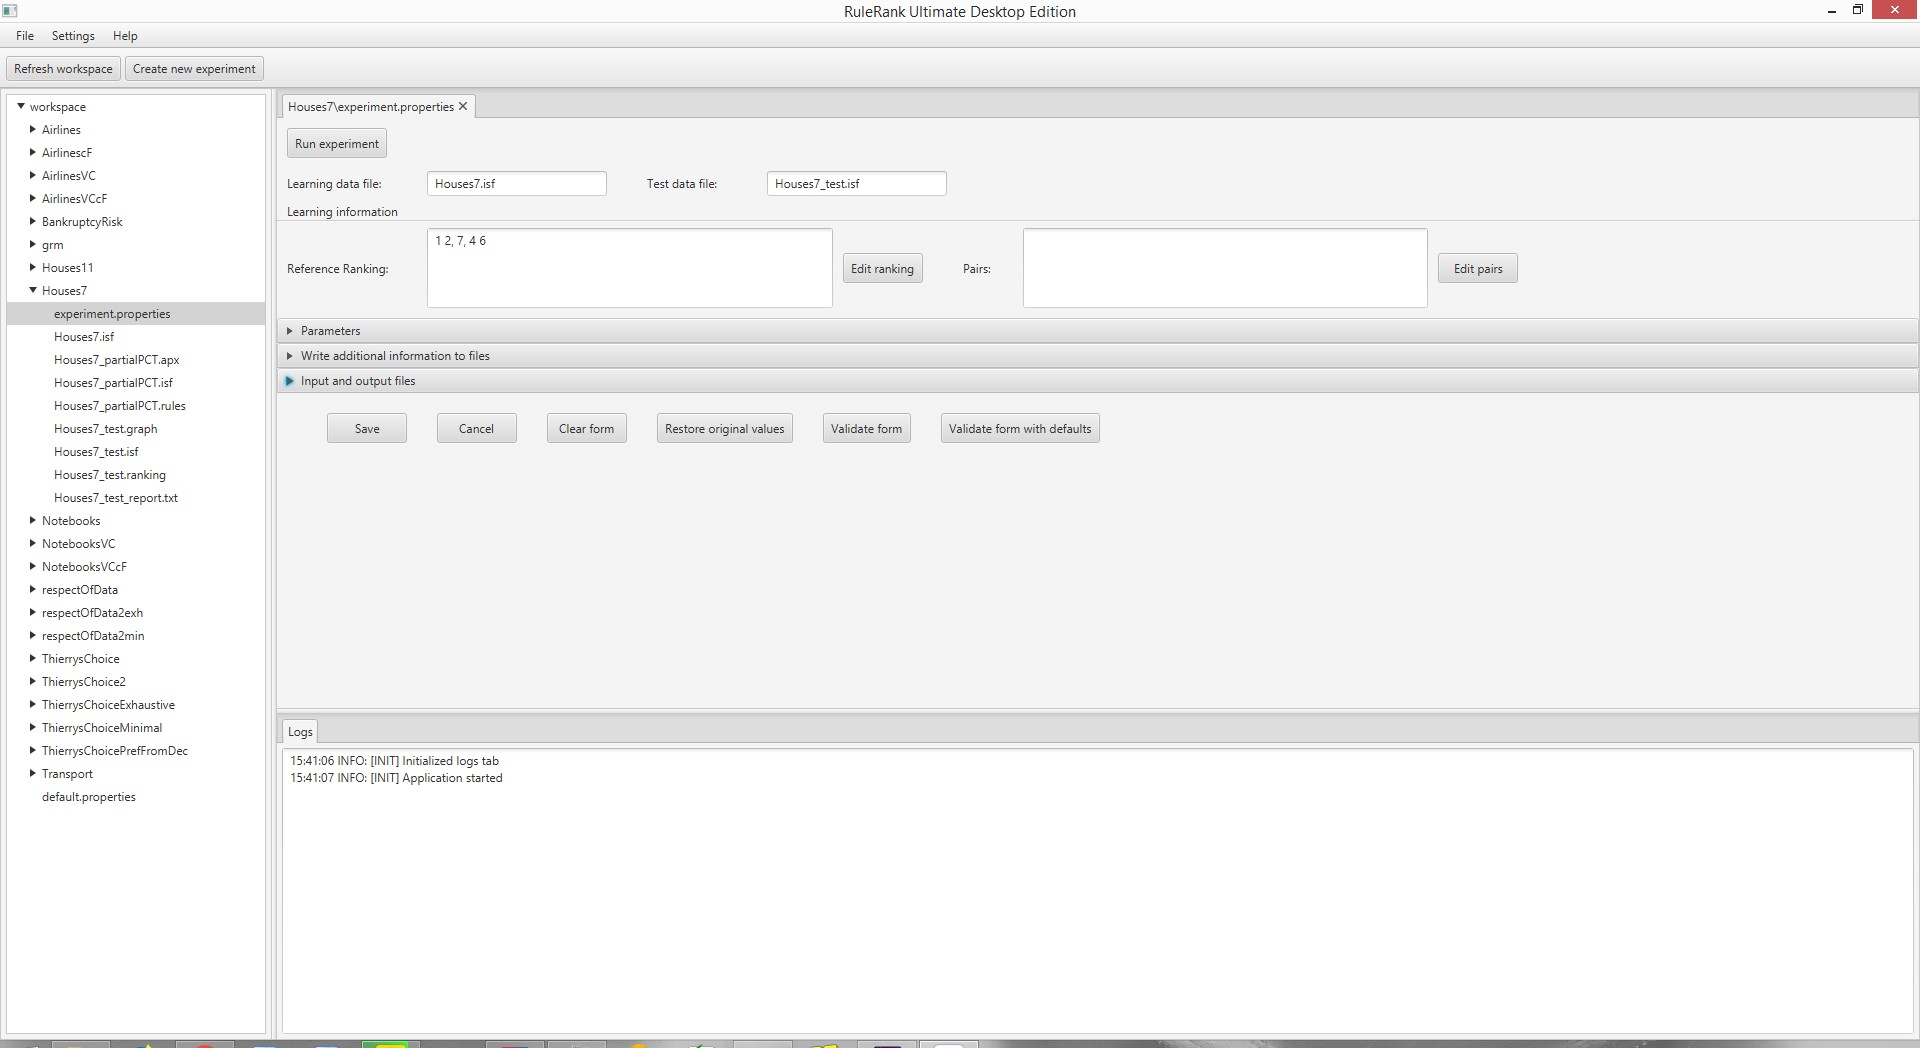 RuleRank Ultimate Desktop Edition
File Settings Help
Refresh workspace Create new experiment
workspace
Airlines
AirlinescF
AirlinesVC
AirlinesVCcF
BankruptcyRisk
grm
Houses11
Houses7
experiment.properties
Houses7.isf
Houses7_partialPCT.apx
Houses7_partialPCT.isf
Houses7_partialPCT.rules
Houses7_test.graph
Houses7_test.isf
Houses7_test.ranking
Houses7_test_report.txt
Notebooks
NotebooksVC
NotebooksVCcF
respectOfData
respectOfData2exh
respectOfData2min
ThierrysChoice
ThierrysChoice2
ThierrysChoiceExhaustive
ThierrysChoiceMinimal
ThierrysChoicePrefFromDec
Transport
default.properties
Houses7\experiment.properties
Run experiment
Learning data file: Houses7.isf Test data file: Houses7_test.isf
Learning information
Reference Ranking: 1 2, 7, 4 6 Edit ranking Pairs: Edit pairs
Parameters
Write additional information to files
Input and output files
Save Cancel Clear form Restore original values Validate form Validate form with defaults
Logs
15:41:06 INFO: [INIT] Initialized logs tab
15:41:07 INFO: [INIT] Application started